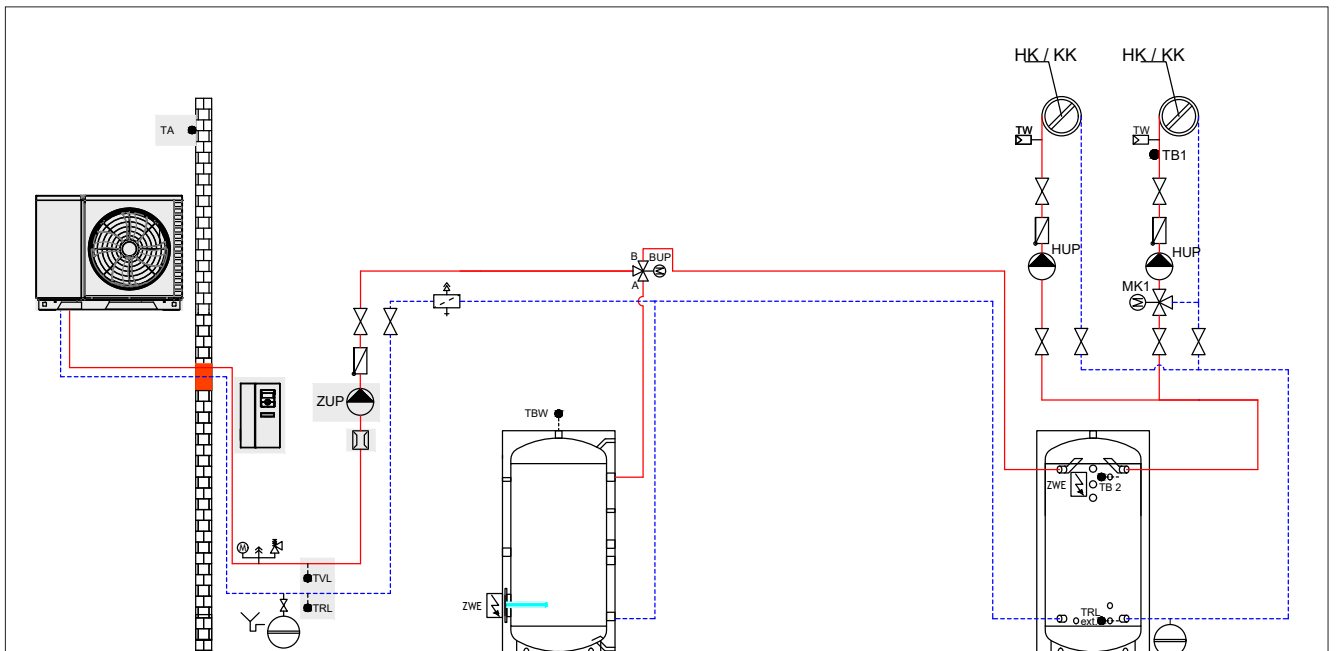 HK / KK
HK / KK
TA
TW
TW
TB1
B
BUP
A
HUP
HUP
MK1
M
M
ZUP
TBW
ZWE
TB 2
M
TVL
TRL
ZWE
TRL
ext.